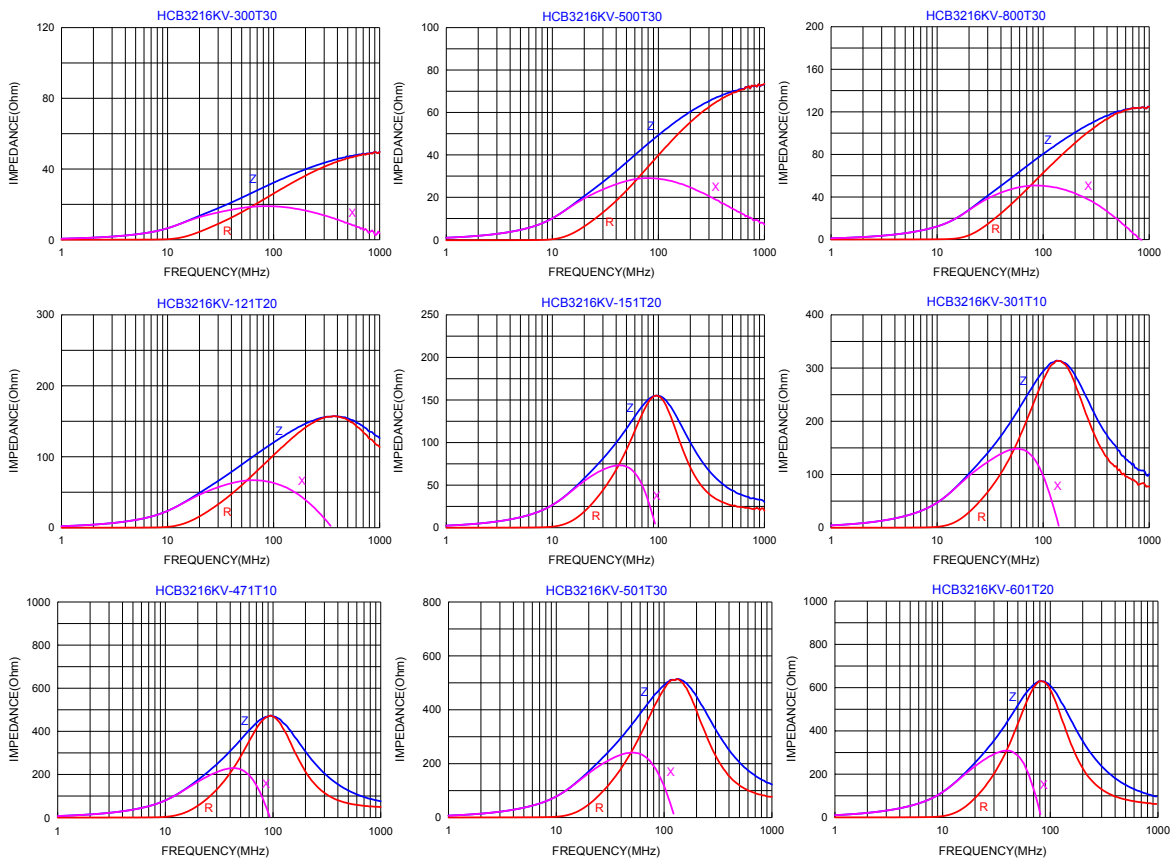 HCB3216KV-300T30
HCB3216KV-500T30
HCB3216KV-800T30
IMPEDANCE(Ohm)
120
80
40
0
Z
X
R
1
10
100
1000
FREQUENCY(MHz)
IMPEDANCE(Ohm)
100
80
60
40
20
0
Z
X
R
1
10
100
1000
FREQUENCY(MHz)
IMPEDANCE(Ohm)
200
160
120
80
40
0
Z
X
R
1
10
100
1000
FREQUENCY(MHz)
HCB3216KV-121T20
HCB3216KV-151T20
HCB3216KV-301T10
IMPEDANCE(Ohm)
300
200
100
0
Z
X
R
1
10
100
1000
FREQUENCY(MHz)
IMPEDANCE(Ohm)
250
200
150
100
50
0
Z
X
R
1
10
100
1000
FREQUENCY(MHz)
IMPEDANCE(Ohm)
400
300
200
100
0
Z
X
R
1
10
100
1000
FREQUENCY(MHz)
HCB3216KV-471T10
HCB3216KV-501T30
HCB3216KV-601T20
IMPEDANCE(Ohm)
1000
800
600
400
200
0
Z
X
R
1
10
100
1000
FREQUENCY(MHz)
IMPEDANCE(Ohm)
800
600
400
200
0
Z
X
R
1
10
100
1000
FREQUENCY(MHz)
IMPEDANCE(Ohm)
1000
800
600
400
200
0
Z
X
R
1
10
100
1000
FREQUENCY(MHz)